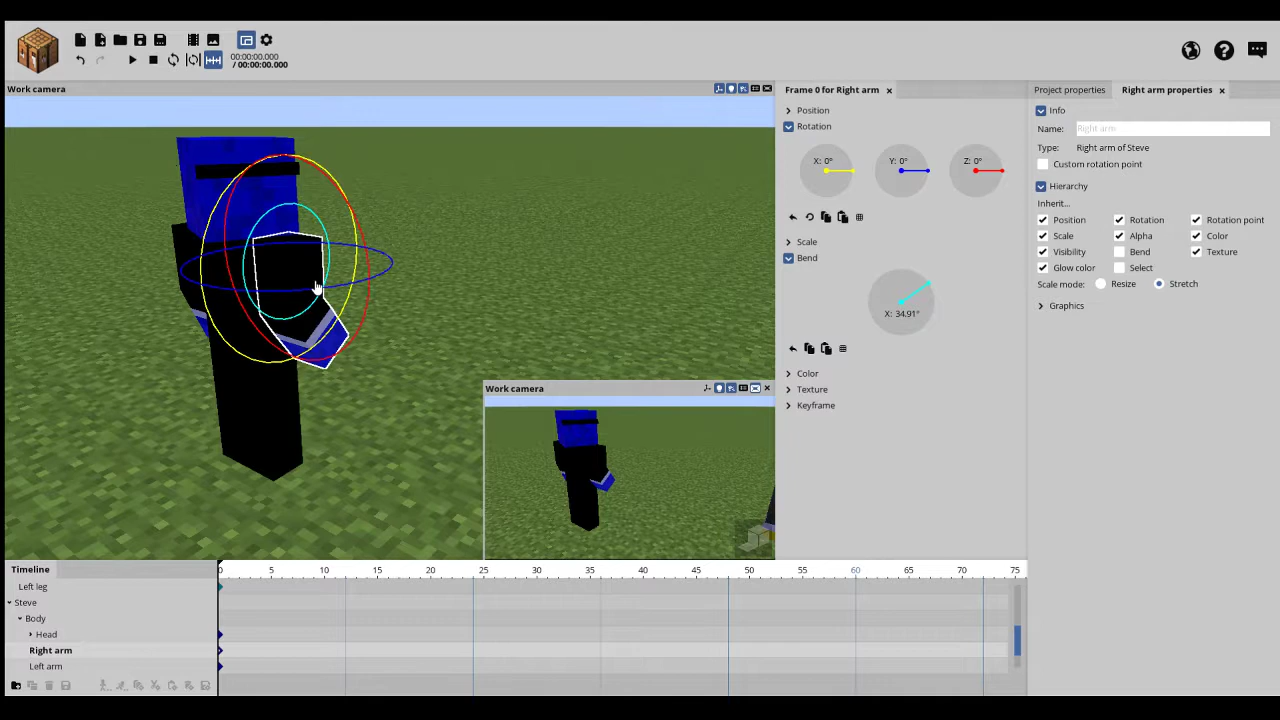 00:00:00.000
/ 00:00:00.000
Work camera
Frame 0 for Right arm
Position
Rotation
X: 0°
Y: 0°
Z: 0°
Scale
Bend
X: 34.91°
Color
Texture
Keyframe
Project properties
Right arm properties
Info
Name: Right arm
Type: Right arm of Steve
Custom rotation point
Hierarchy
Inherit...
Position Rotation Rotation point
Scale Alpha Color
Visibility Bend Texture
Glow color Select
Scale mode: Resize Stretch
Graphics
Work camera
Timeline
0 5 10 15 20 25 30 35 40 45 50 55 60 65 70 75
Left leg
Steve
Body
Head
Right arm
Left arm